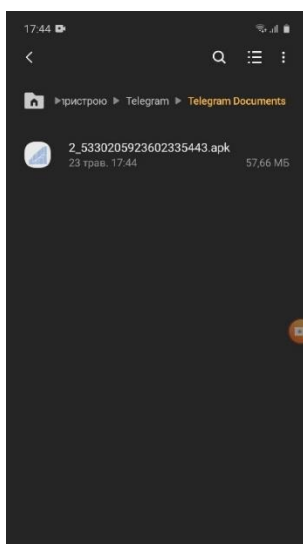 17:44
▶пристрою ▶ Telegram ▶ Telegram Documents
2_5330205923602335443.apk
23 трав. 17:44
57,66 МБ